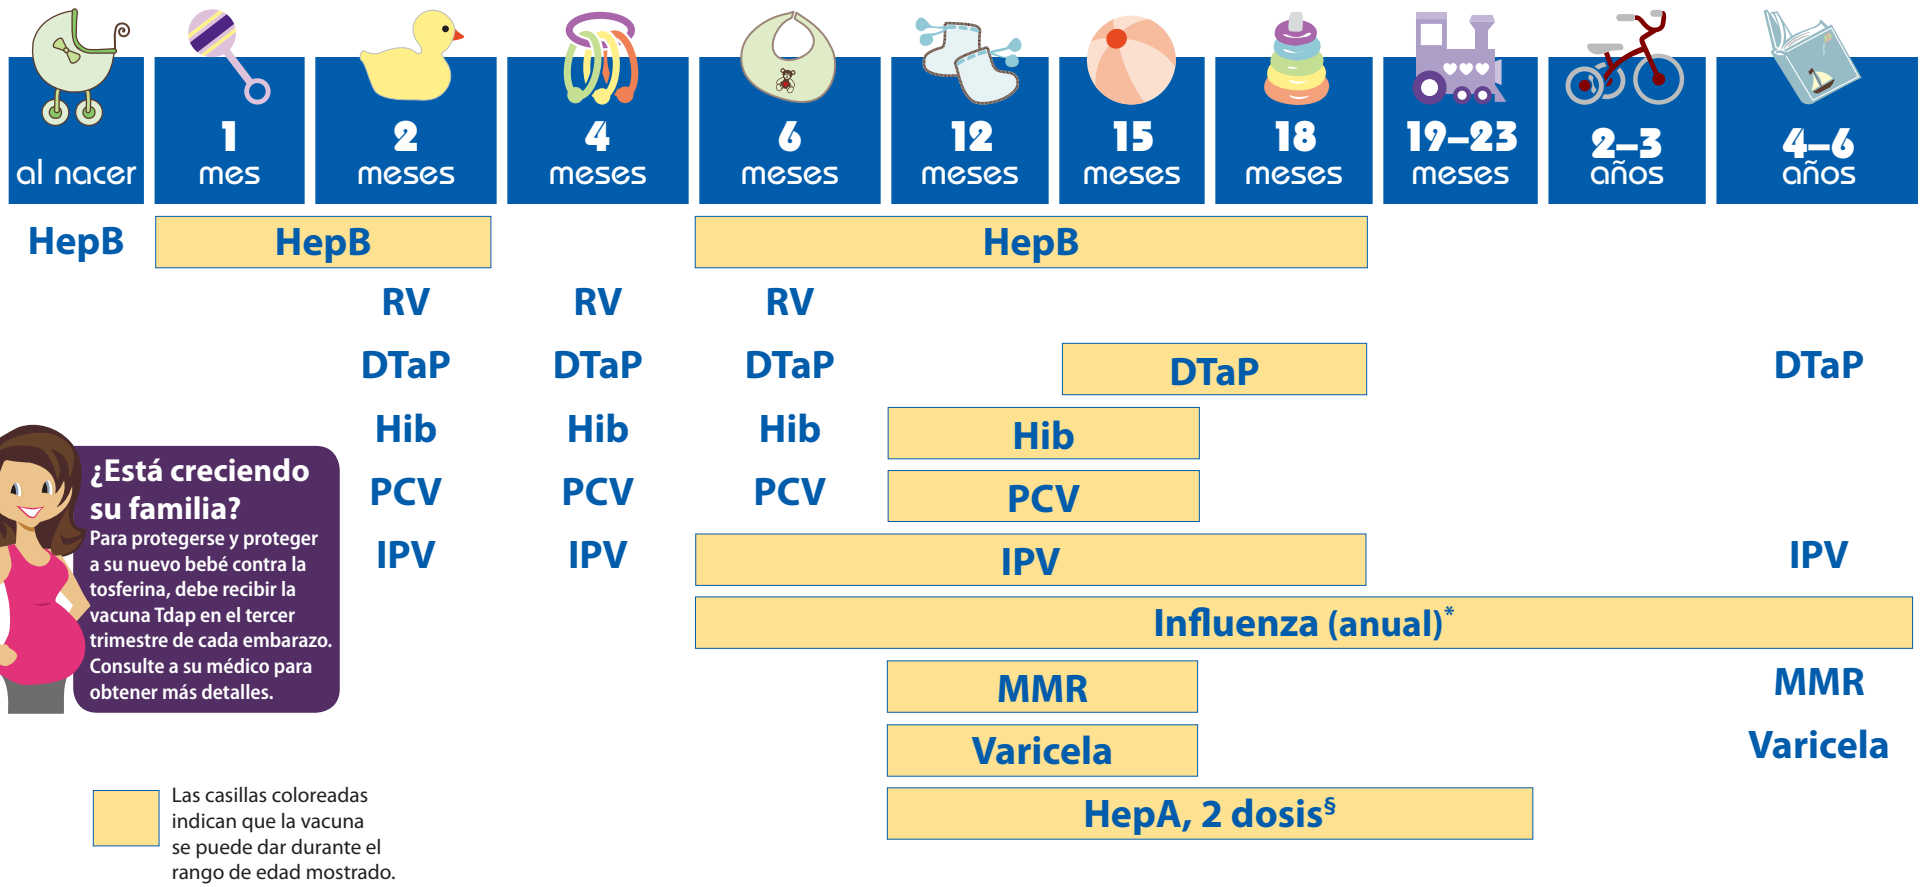 al nacer
1
mes
2
meses
4
meses
6
meses
12
meses
15
meses
18
meses
19–23
meses
2–3
años
4–6
años
HepB HepB HepB
RV RV RV
DTaP DTaP DTaP DTaP DTaP
Hib Hib Hib Hib
PCV PCV PCV PCV
IPV IPV IPV IPV
Influenza (anual)*
MMR MMR
Varicela Varicela
HepA, 2 dosis§
¿Está creciendo
su familia?
Para protegerse y proteger
a su nuevo bebé contra la
tosferina, debe recibir la
vacuna Tdap en el tercer
trimestre de cada embarazo.
Consulte a su médico para
obtener más detalles.
Las casillas coloreadas
indican que la vacuna
se puede dar durante el
rango de edad mostrado.